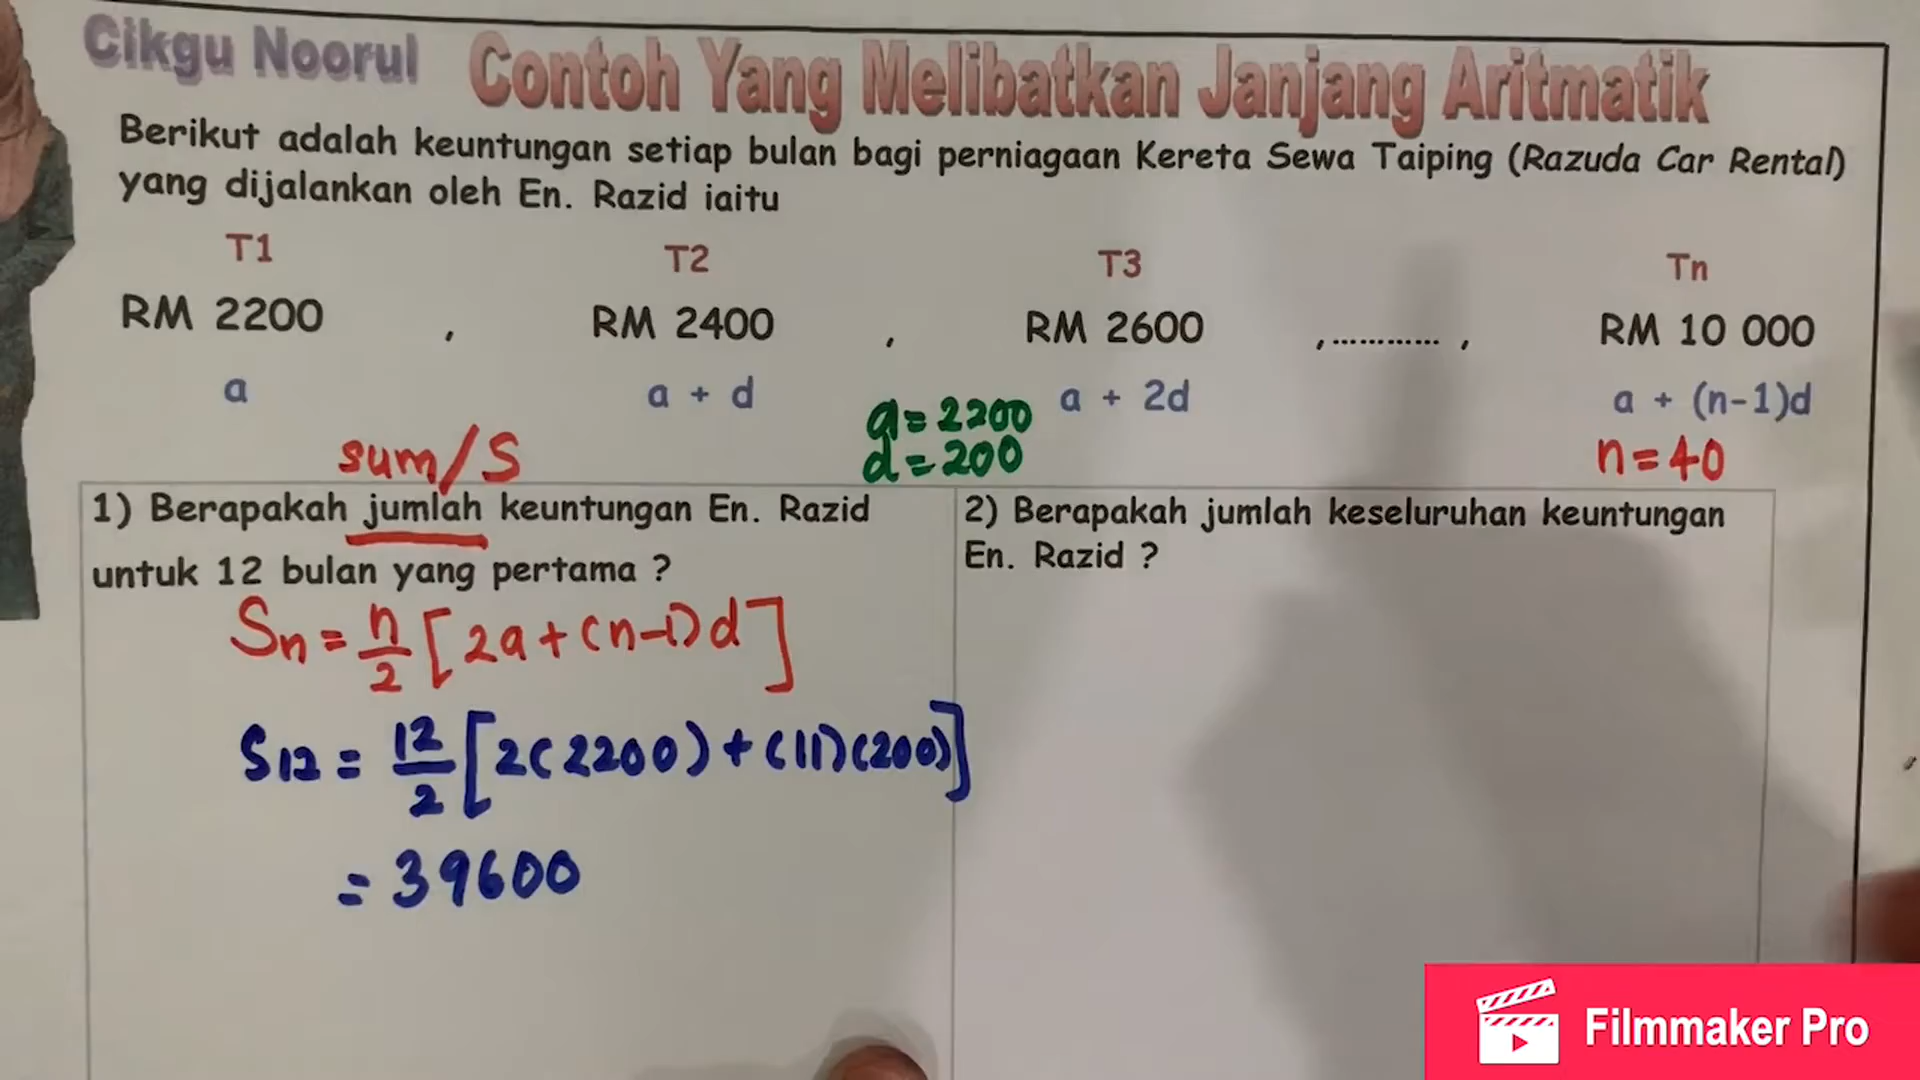 Cikgu Noorul Contoh Yang Melibatkan Janjang Aritmatik
Berikut adalah keuntungan setiap bulan bagi perniagaan Kereta Sewa Taiping (Razuda Car Rental)
yang dijalankan oleh En. Razid iaitu
T1 T2 T3 Tn
RM 2200 , RM 2400 , RM 2600 ,............. , RM 10 000
a a + d a + 2d a + (n-1)d
a = 2200
d = 200
n = 40
sum/S
1) Berapakah jumlah keuntungan En. Razid
untuk 12 bulan yang pertama ?
Sn = n/2 [2a + (n-1)d]
S12 = 12/2 [2(2200) + (11)(200)]
= 39600
2) Berapakah jumlah keseluruhan keuntungan
En. Razid ?
Filmmaker Pro